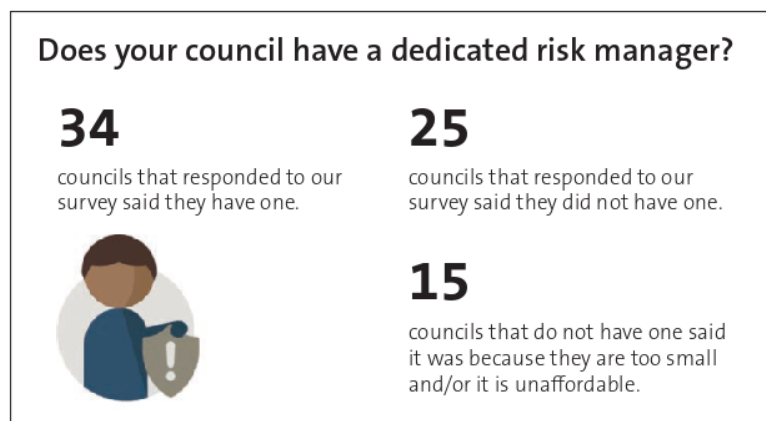 Does your council have a dedicated risk manager?
34
councils that responded to our
survey said they have one.
25
councils that responded to our
survey said they did not have one.
15
councils that do not have one said
it was because they are too small
and/or it is unaffordable.
!